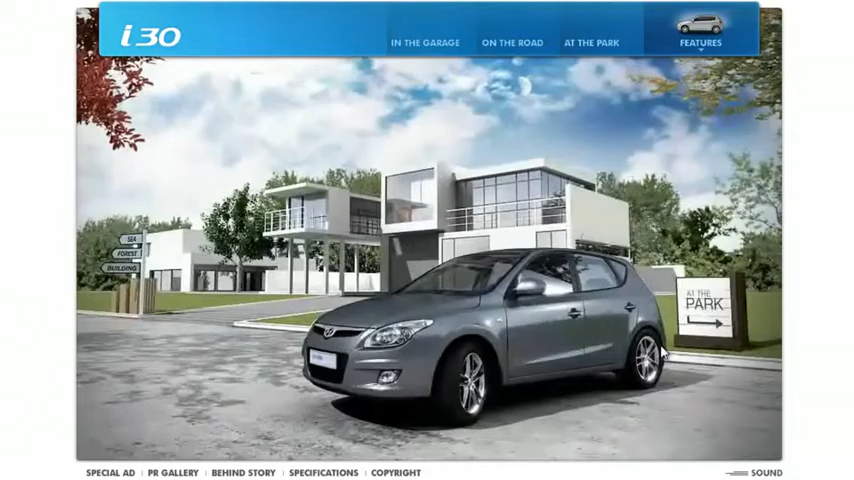 i30
IN THE GARAGE
ON THE ROAD
AT THE PARK
FEATURES
SEA
FOREST
BUILDING
AT THE
PARK
SPECIAL AD
PR GALLERY
BEHIND STORY
SPECIFICATIONS
COPYRIGHT
SOUND